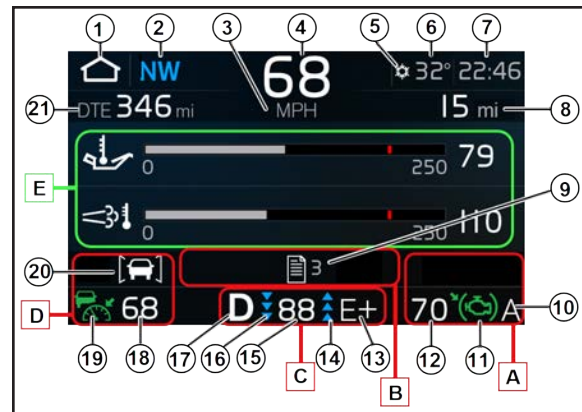 1 2 3 4 5 6 7
NW 68 32° 22:46
21 DTE 346 mi MPH 15 mi 8
E 0 250 79
9
0 250 110
20 3
D 68 D 88 E+ 70 A 10
19 18 17 16 15 14 13 12 11
C B A